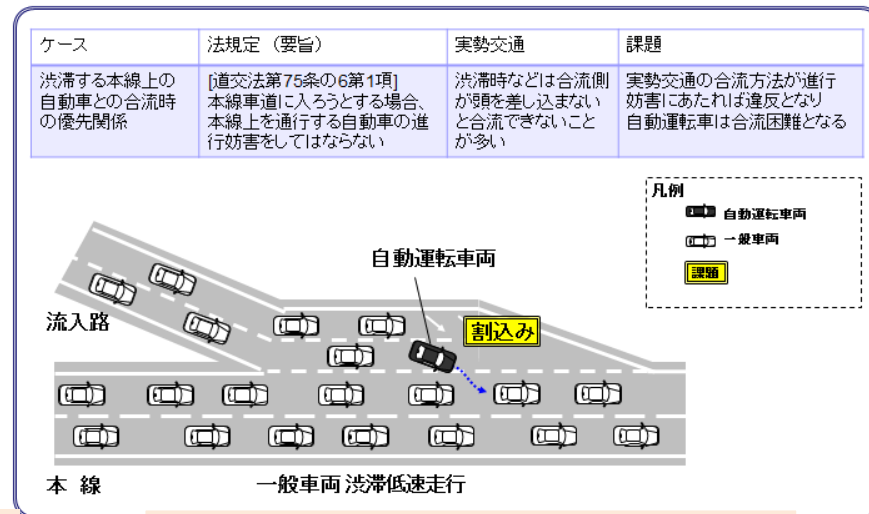 ケース
法規定（要旨）
実勢交通
課題
渋滞する本線上の
自動車との合流時
の優先関係
[道交法第75条の6第1項]
本線車道に入ろうとする場合、
本線上を通行する自動車の進
行妨害をしてはならない
渋滞時などは合流側
が頭を差し込まない
と合流できないこと
が多い
実勢交通の合流方法が進行
妨害にあたれば違反となり
自動運転車は合流困難となる
凡例
自動運転車両
一般車両
課題
自動運転車両
割込み
流入路
本 線
一般車両 渋滞低速走行